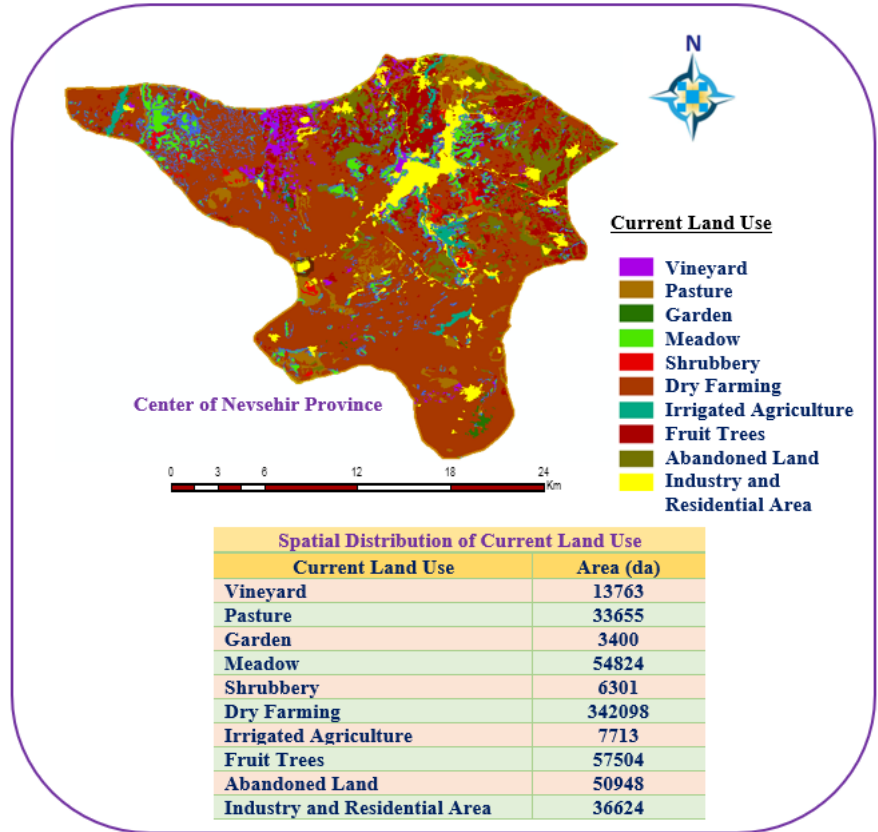 N
Current Land Use
Vineyard
Pasture
Garden
Meadow
Shrubbery
Dry Farming
Irrigated Agriculture
Fruit Trees
Abandoned Land
Industry and
Residential Area
Center of Nevsehir Province
0 3 6 12 18 24
Km
Spatial Distribution of Current Land Use
Current Land Use Area (da)
Vineyard 13763
Pasture 33655
Garden 3400
Meadow 54824
Shrubbery 6301
Dry Farming 342098
Irrigated Agriculture 7713
Fruit Trees 57504
Abandoned Land 50948
Industry and Residential Area 36624